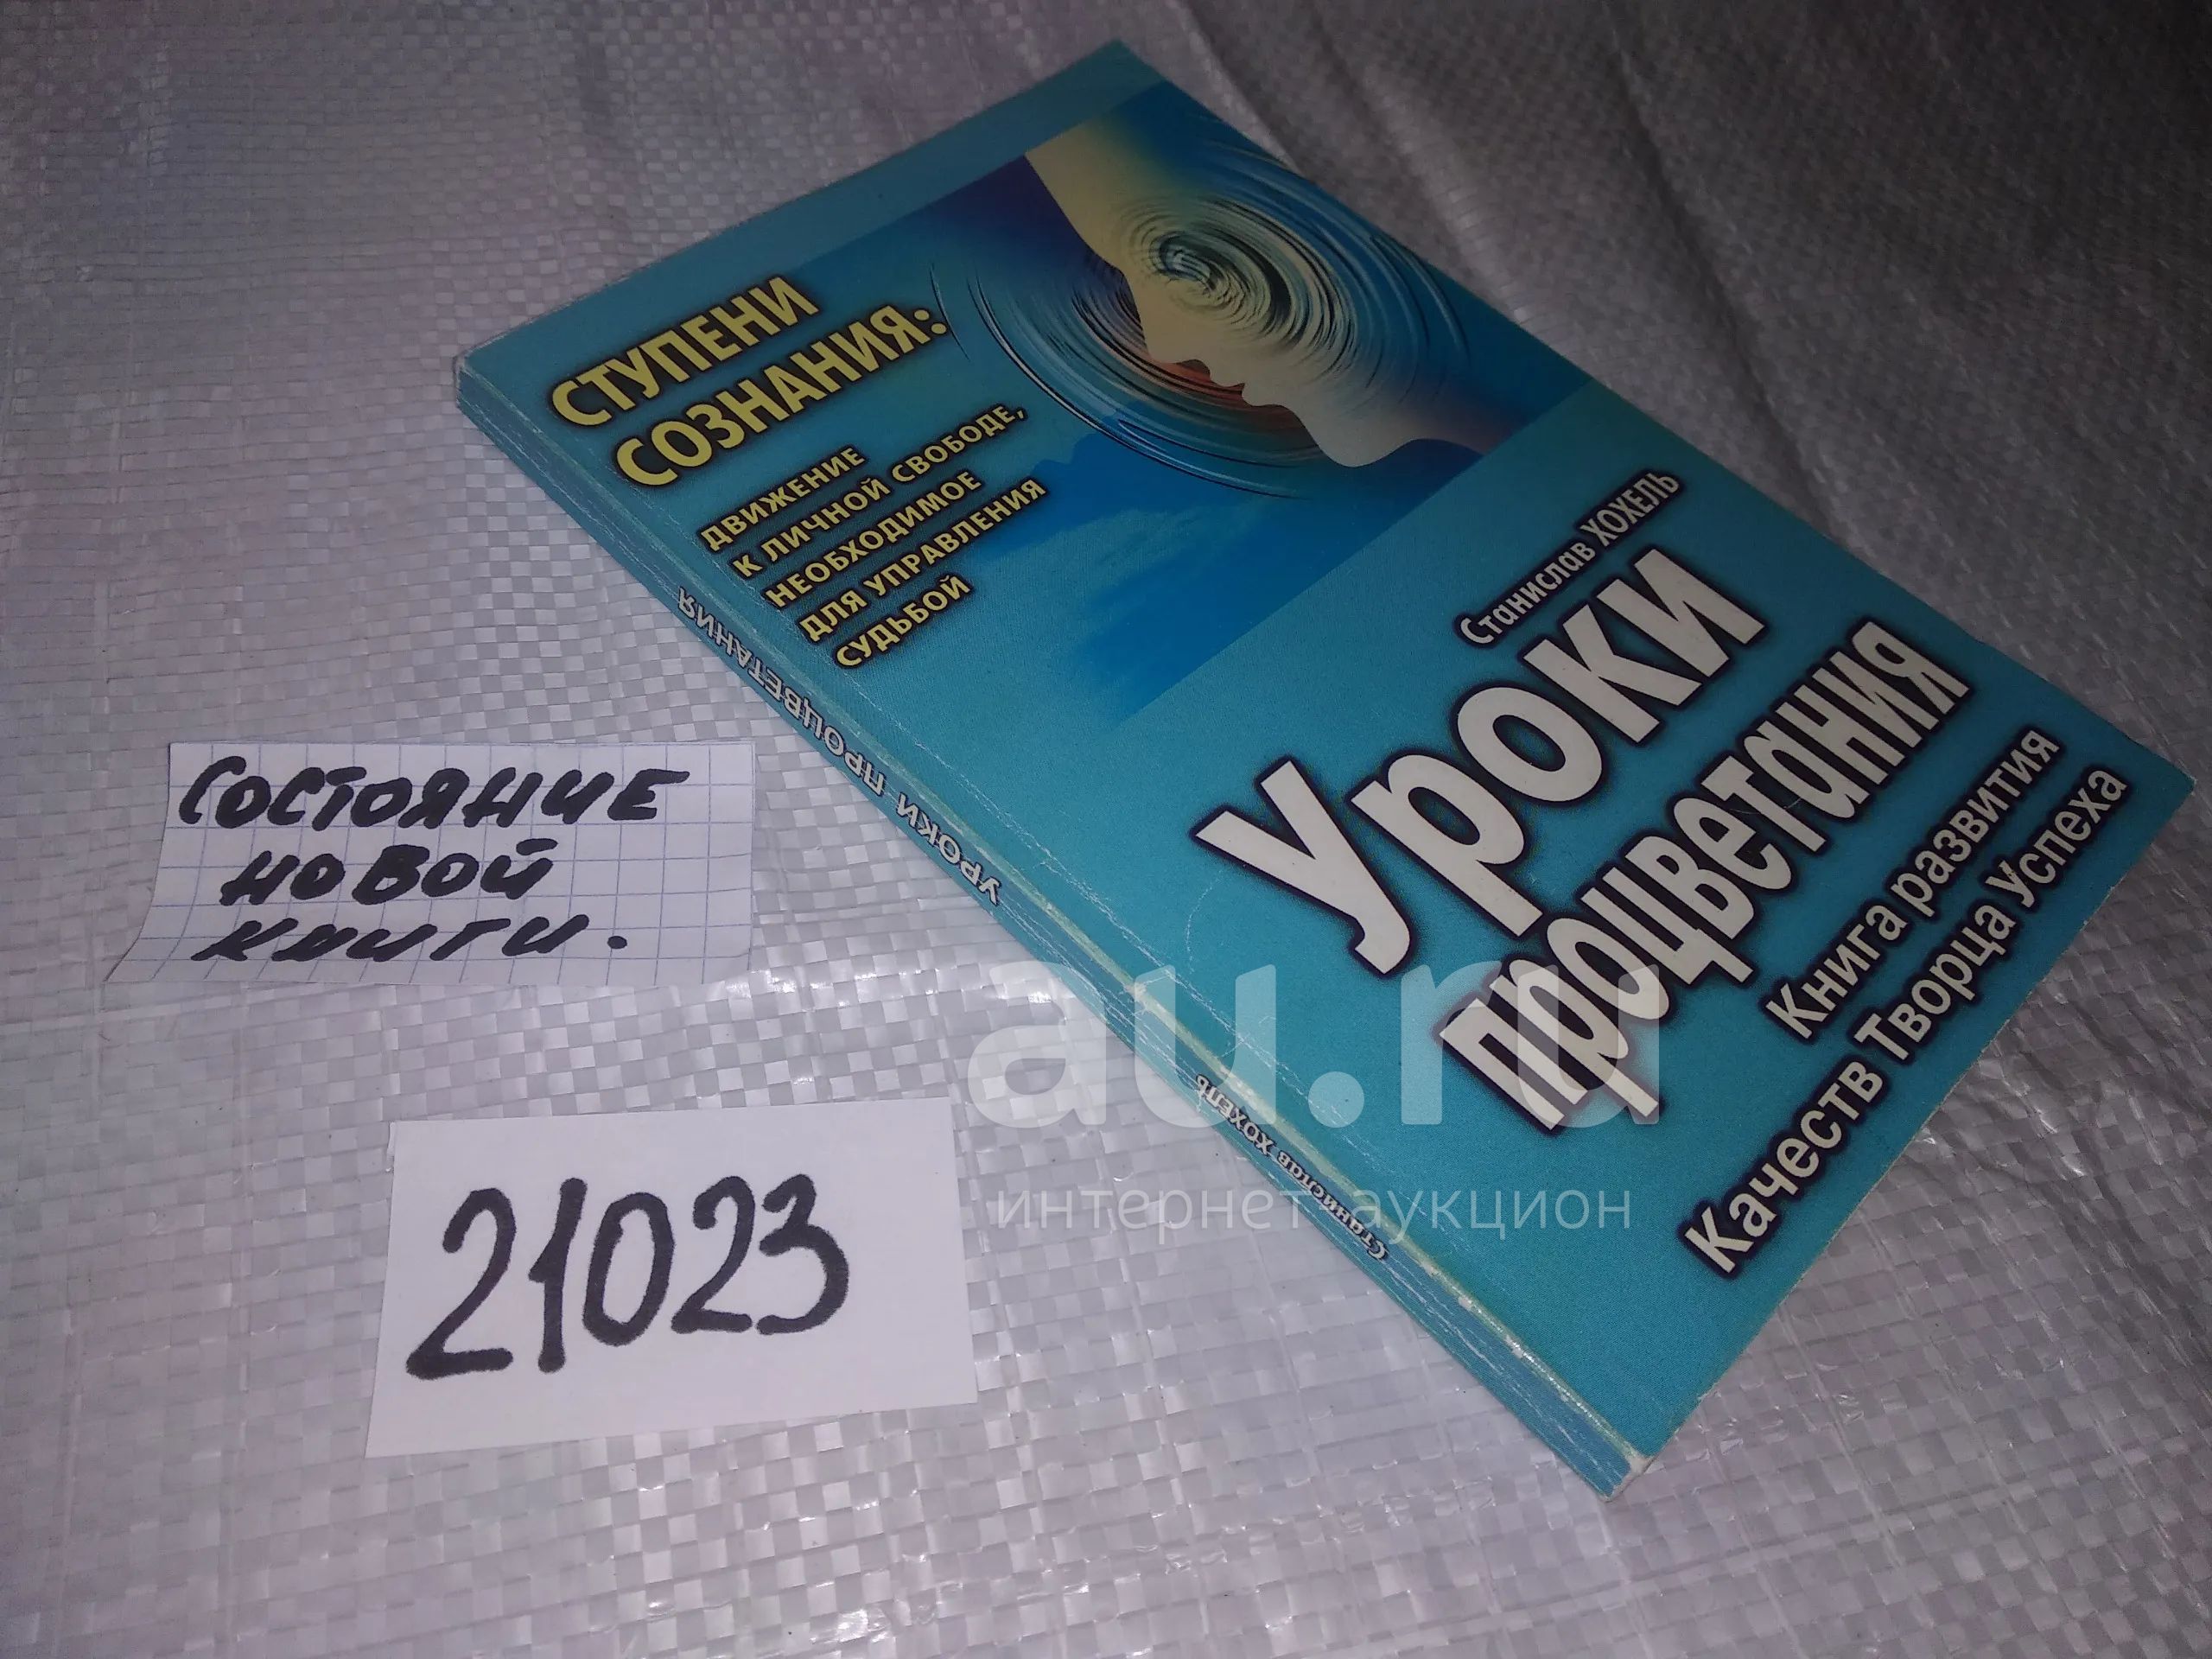 СТУПЕНИ
СОЗНАНИЯ:
ДВИЖЕНИЕ
К ЛИЧНОЙ СВОБОДЕ,
НЕОБХОДИМОЕ
ДЛЯ УПРАВЛЕНИЯ
СУДЬБОЙ
Станислав ХОХЕЛЬ
Уроки
процветания
Книга развития
Качеств Творца Успеха
УРОКИ ПРОЦВЕТАНИЯ
Станислав ХОХЕЛЬ
СОСТОЯНИЕ
НОВОЙ
КНИГИ.
21023
au.ru
интернет аукцион